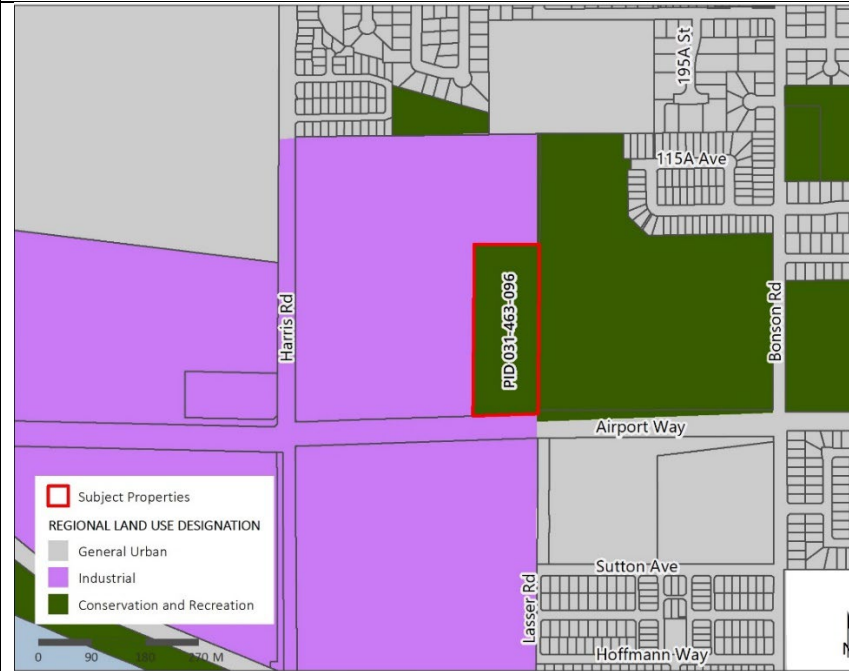 195A St
115A Ave
Harris Rd
PID 031-463-096
Bonson Rd
Airport Way
Subject Properties
REGIONAL LAND USE DESIGNATION
General Urban
Industrial
Conservation and Recreation
0 90 180 270 M
Sutton Ave
Lasser Rd
Hoffmann Way
N